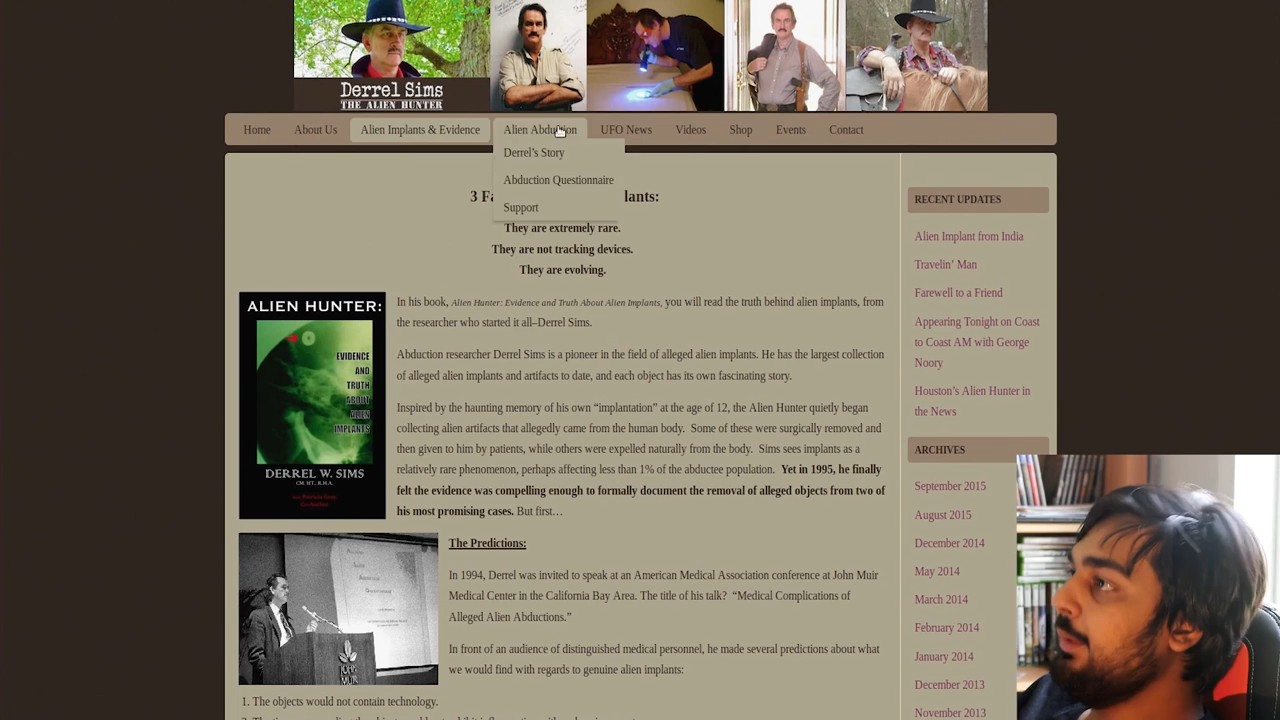 Derrel Sims
THE ALIEN HUNTER
Home About Us Alien Implants & Evidence Alien Abduction UFO News Videos Shop Events Contact
Derrel's Story
Abduction Questionnaire
Support
3 Fa lants:
They are extremely rare.
They are not tracking devices.
They are evolving.
ALIEN HUNTER:
EVIDENCE
AND
TRUTH
ABOUT
ALIEN
IMPLANTS
DERREL W. SIMS
CM. HT., R.H.A.
In his book, Alien Hunter: Evidence and Truth About Alien Implants, you will read the truth behind alien implants, from
the researcher who started it all–Derrel Sims.
Abduction researcher Derrel Sims is a pioneer in the field of alleged alien implants. He has the largest collection
of alleged alien implants and artifacts to date, and each object has its own fascinating story.
Inspired by the haunting memory of his own “implantation” at the age of 12, the Alien Hunter quietly began
collecting alien artifacts that allegedly came from the human body. Some of these were surgically removed and
then given to him by patients, while others were expelled naturally from the body. Sims sees implants as a
relatively rare phenomenon, perhaps affecting less than 1% of the abductee population. Yet in 1995, he finally
felt the evidence was compelling enough to formally document the removal of alleged objects from two of
his most promising cases. But first…
The Predictions:
In 1994, Derrel was invited to speak at an American Medical Association conference at John Muir
Medical Center in the California Bay Area. The title of his talk? “Medical Complications of
Alleged Alien Abductions.”
In front of an audience of distinguished medical personnel, he made several predictions about what
we would find with regards to genuine alien implants:
1. The objects would not contain technology.
JOHN
MUIR
RECENT UPDATES
Alien Implant from India
Travelin’ Man
Farewell to a Friend
Appearing Tonight on Coast
to Coast AM with George
Noory
Houston’s Alien Hunter in
the News
ARCHIVES
September 2015
August 2015
December 2014
May 2014
March 2014
February 2014
January 2014
December 2013
November 2013